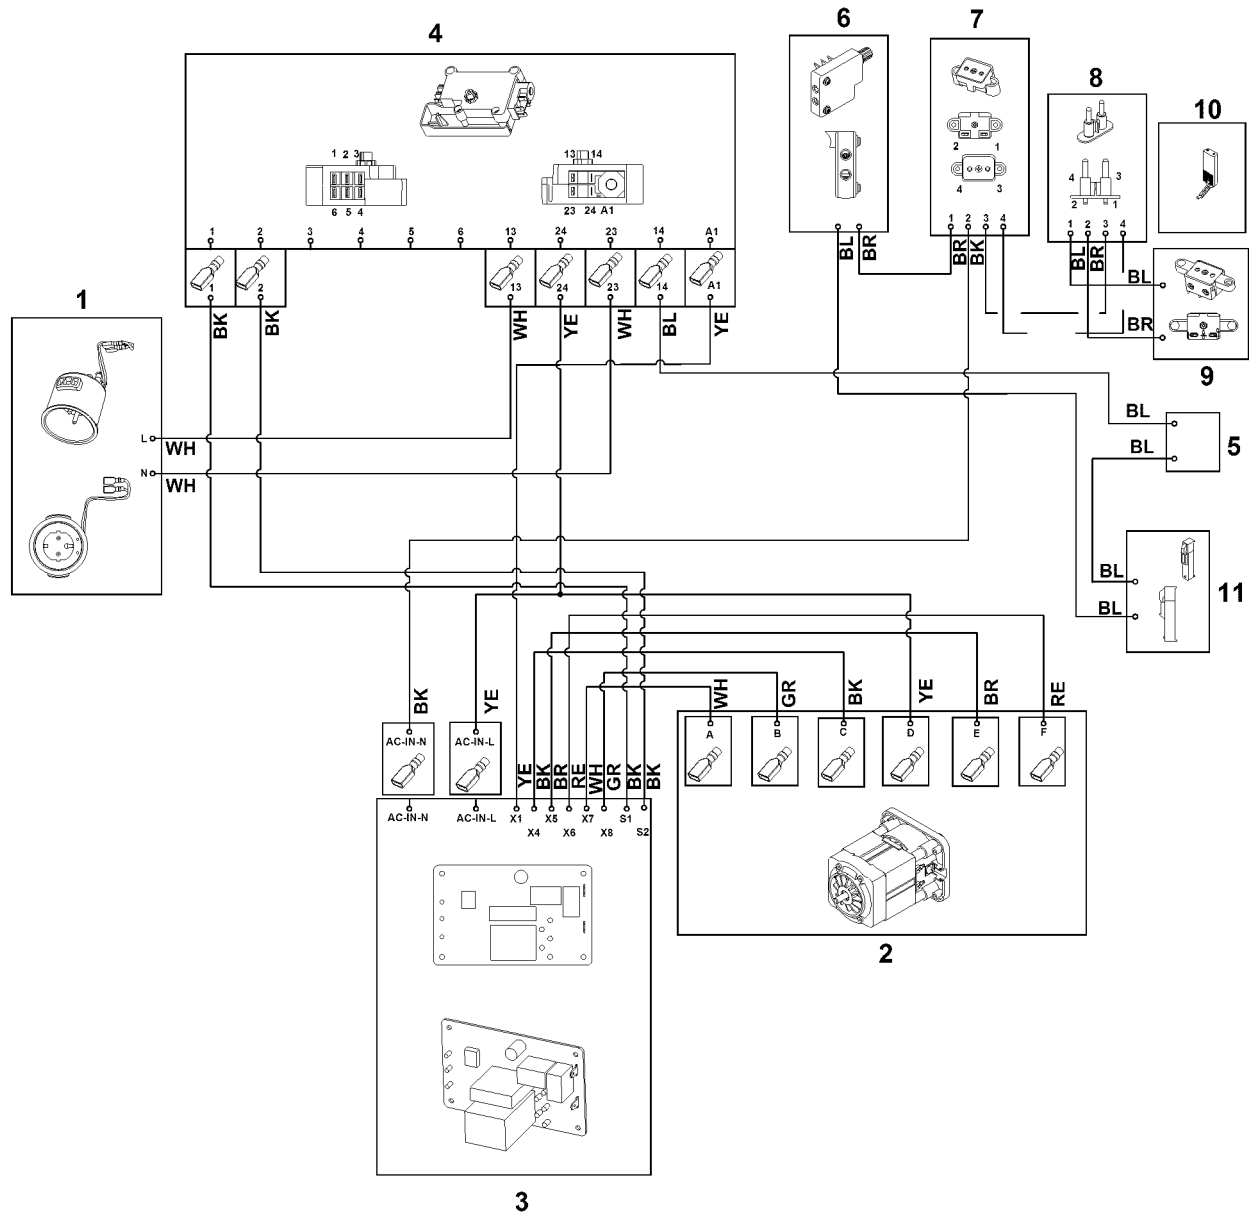 4
6
7
8
10
1 2 3
6 5 4
13 14
23 24 A1
2 1
4 3
4 3
2 1
1 2 3 4 5 6 13 24 23 14 A1
1 2 3 4
1 2 3 4
BL BR
BR BK
BL BR
BL
BR
9
1 2 13 24 23 14 A1
BK BK WH YE WH BL YE
1
L WH
N WH
BL
BL
5
BL
BL
11
BK YE
WH GR BK YE BR RE
AC-IN-N AC-IN-L
A B C D E F
YE BK BR RE WH GR BK BK
AC-IN-N AC-IN-L X1 X5 X7 S1
X4 X6 X8 S2
2
3